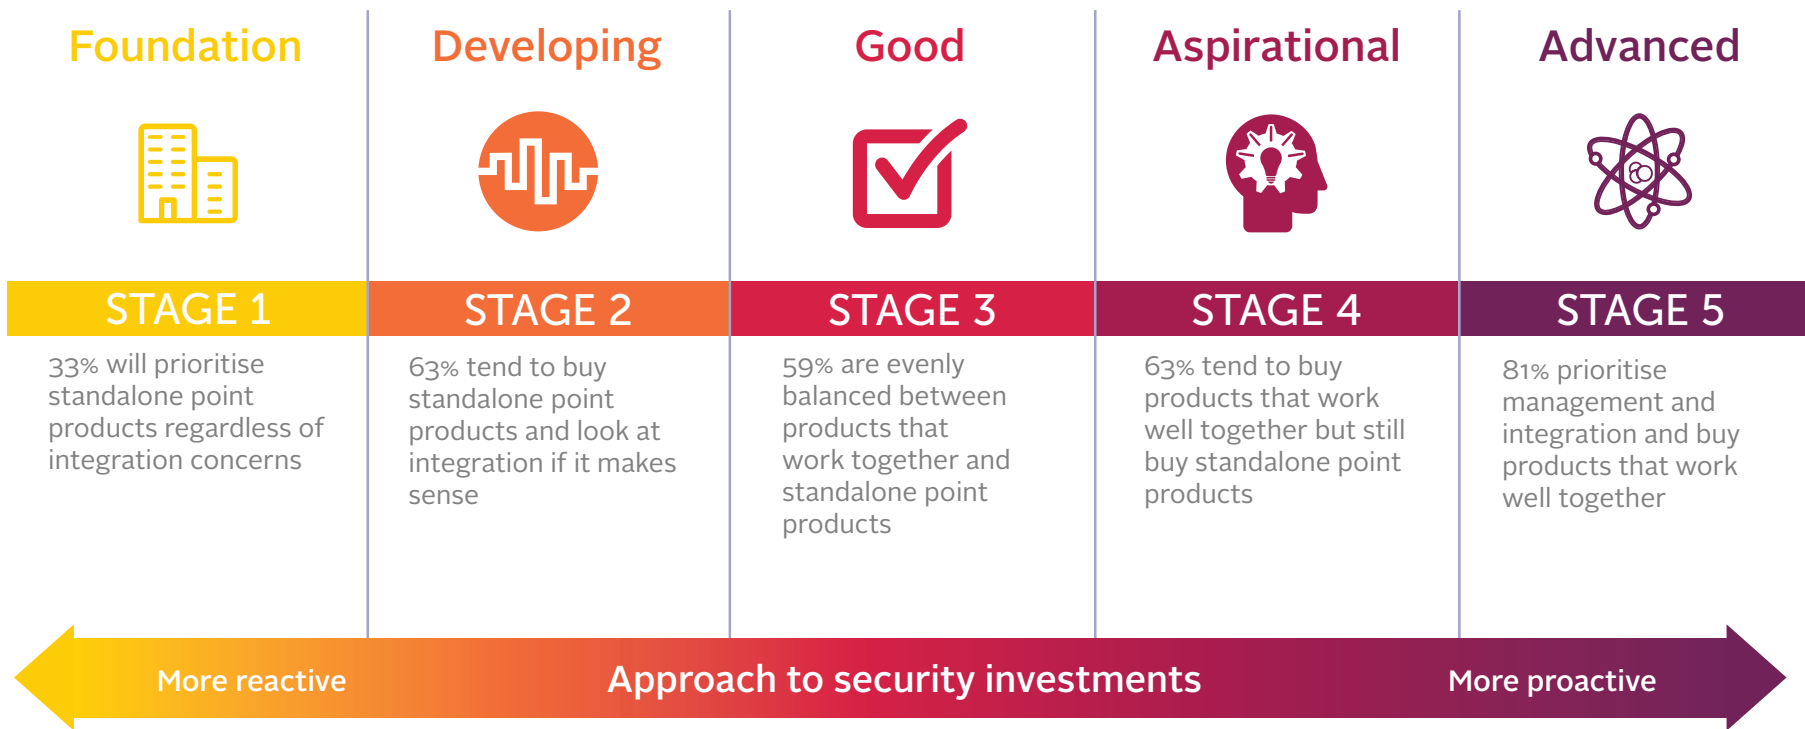 Foundation
Developing
Good
Aspirational
Advanced
STAGE 1
STAGE 2
STAGE 3
STAGE 4
STAGE 5
33% will prioritise
standalone point
products regardless of
integration concerns
63% tend to buy
standalone point
products and look at
integration if it makes
sense
59% are evenly
balanced between
products that
work together and
standalone point
products
63% tend to buy
products that work
well together but still
buy standalone point
products
81% prioritise
management and
integration and buy
products that work
well together
More reactive
Approach to security investments
More proactive